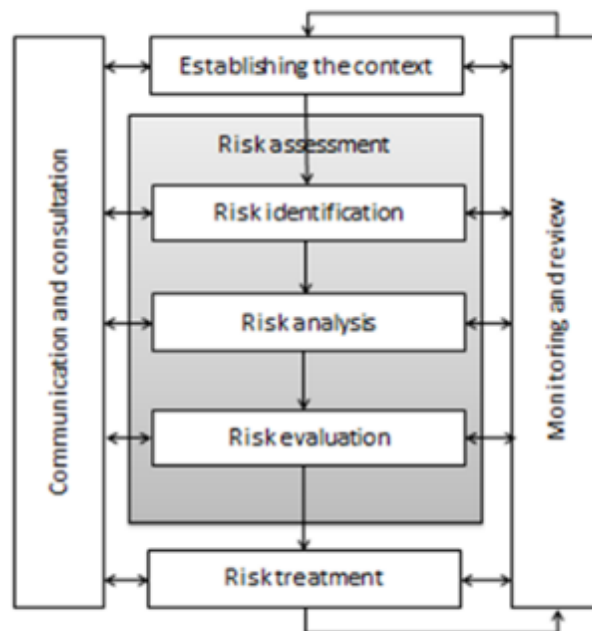 Establishing the context
Risk assessment
Risk identification
Risk analysis
Risk evaluation
Risk treatment
Communication and consultation
Monitoring and review